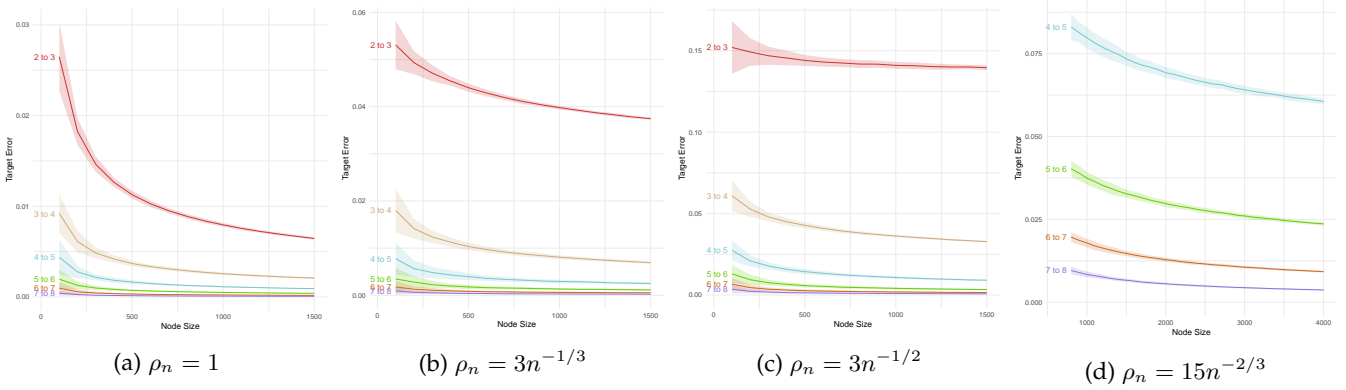 0.03
0.02
0.01
0.00
Target Error
2 to 3
3 to 4
4 to 5
5 to 6
6 to 7
7 to 8
0
500
1000
1500
Node Size
(a) ρₙ = 1
0.06
0.04
0.02
0.00
Target Error
2 to 3
3 to 4
4 to 5
5 to 6
6 to 7
7 to 8
0
500
1000
1500
Node Size
(b) ρₙ = 3n^{−1/3}
0.15
0.10
0.05
0.00
Target Error
2 to 3
3 to 4
4 to 5
5 to 6
6 to 7
7 to 8
0
500
1000
1500
Node Size
(c) ρₙ = 3n^{−1/2}
0.075
0.050
0.025
0.000
Target Error
4 to 5
5 to 6
6 to 7
7 to 8
1000
2000
3000
4000
Node Size
(d) ρₙ = 15n^{−2/3}